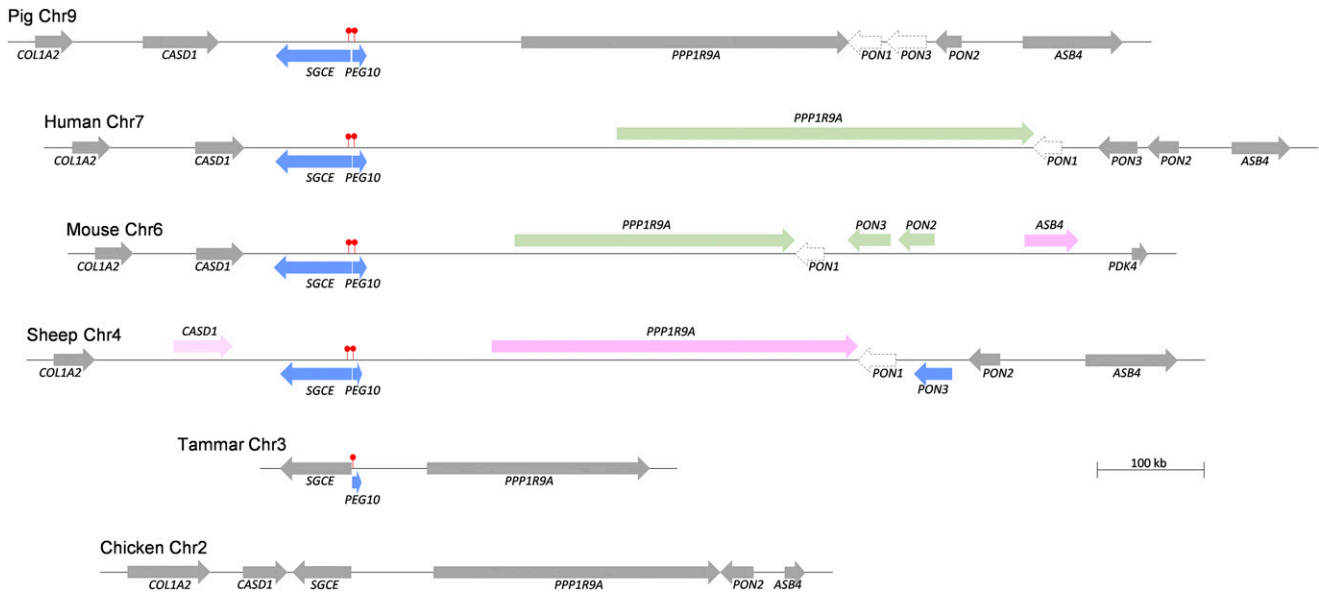 Pig Chr9
COL1A2 CASD1 SGCE PEG10 PPP1R9A PON1 PON3 PON2 ASB4
Human Chr7
PPP1R9A
COL1A2 CASD1 SGCE PEG10 PON1 PON3 PON2 ASB4
Mouse Chr6
PPP1R9A PON3 PON2 ASB4
COL1A2 CASD1 SGCE PEG10 PON1 PDK4
Sheep Chr4
CASD1 PPP1R9A
COL1A2 SGCE PEG10 PON1 PON3 PON2 ASB4
Tammar Chr3
100 kb
SGCE PEG10 PPP1R9A
Chicken Chr2
COL1A2 CASD1 SGCE PPP1R9A PON2 ASB4